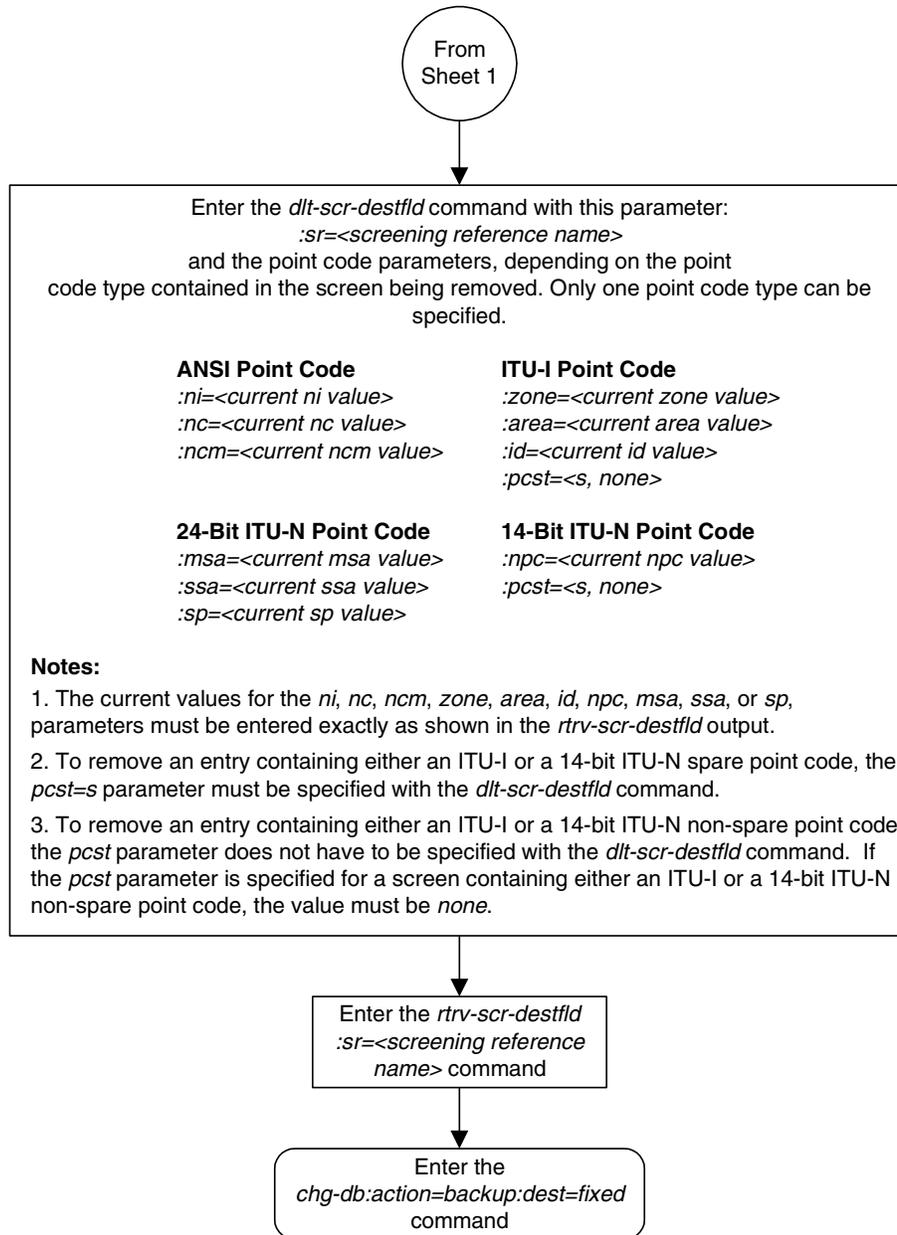 From
Sheet 1
Enter the dlt-scr-destfld command with this parameter:
:sr=<screening reference name>
and the point code parameters, depending on the point
code type contained in the screen being removed. Only one point code type can be
specified.
ANSI Point Code
:ni=<current ni value>
:nc=<current nc value>
:ncm=<current ncm value>
ITU-I Point Code
:zone=<current zone value>
:area=<current area value>
:id=<current id value>
:pcst=<s, none>
24-Bit ITU-N Point Code
:msa=<current msa value>
:ssa=<current ssa value>
:sp=<current sp value>
14-Bit ITU-N Point Code
:npc=<current npc value>
:pcst=<s, none>
Notes:
1. The current values for the ni, nc, ncm, zone, area, id, npc, msa, ssa, or sp,
parameters must be entered exactly as shown in the rtrv-scr-destfld output.
2. To remove an entry containing either an ITU-I or a 14-bit ITU-N spare point code, the
pcst=s parameter must be specified with the dlt-scr-destfld command.
3. To remove an entry containing either an ITU-I or a 14-bit ITU-N non-spare point code
the pcst parameter does not have to be specified with the dlt-scr-destfld command. If
the pcst parameter is specified for a screen containing either an ITU-I or a 14-bit ITU-N
non-spare point code, the value must be none.
Enter the rtrv-scr-destfld
:sr=<screening reference
name> command
Enter the
chg-db:action=backup:dest=fixed
command